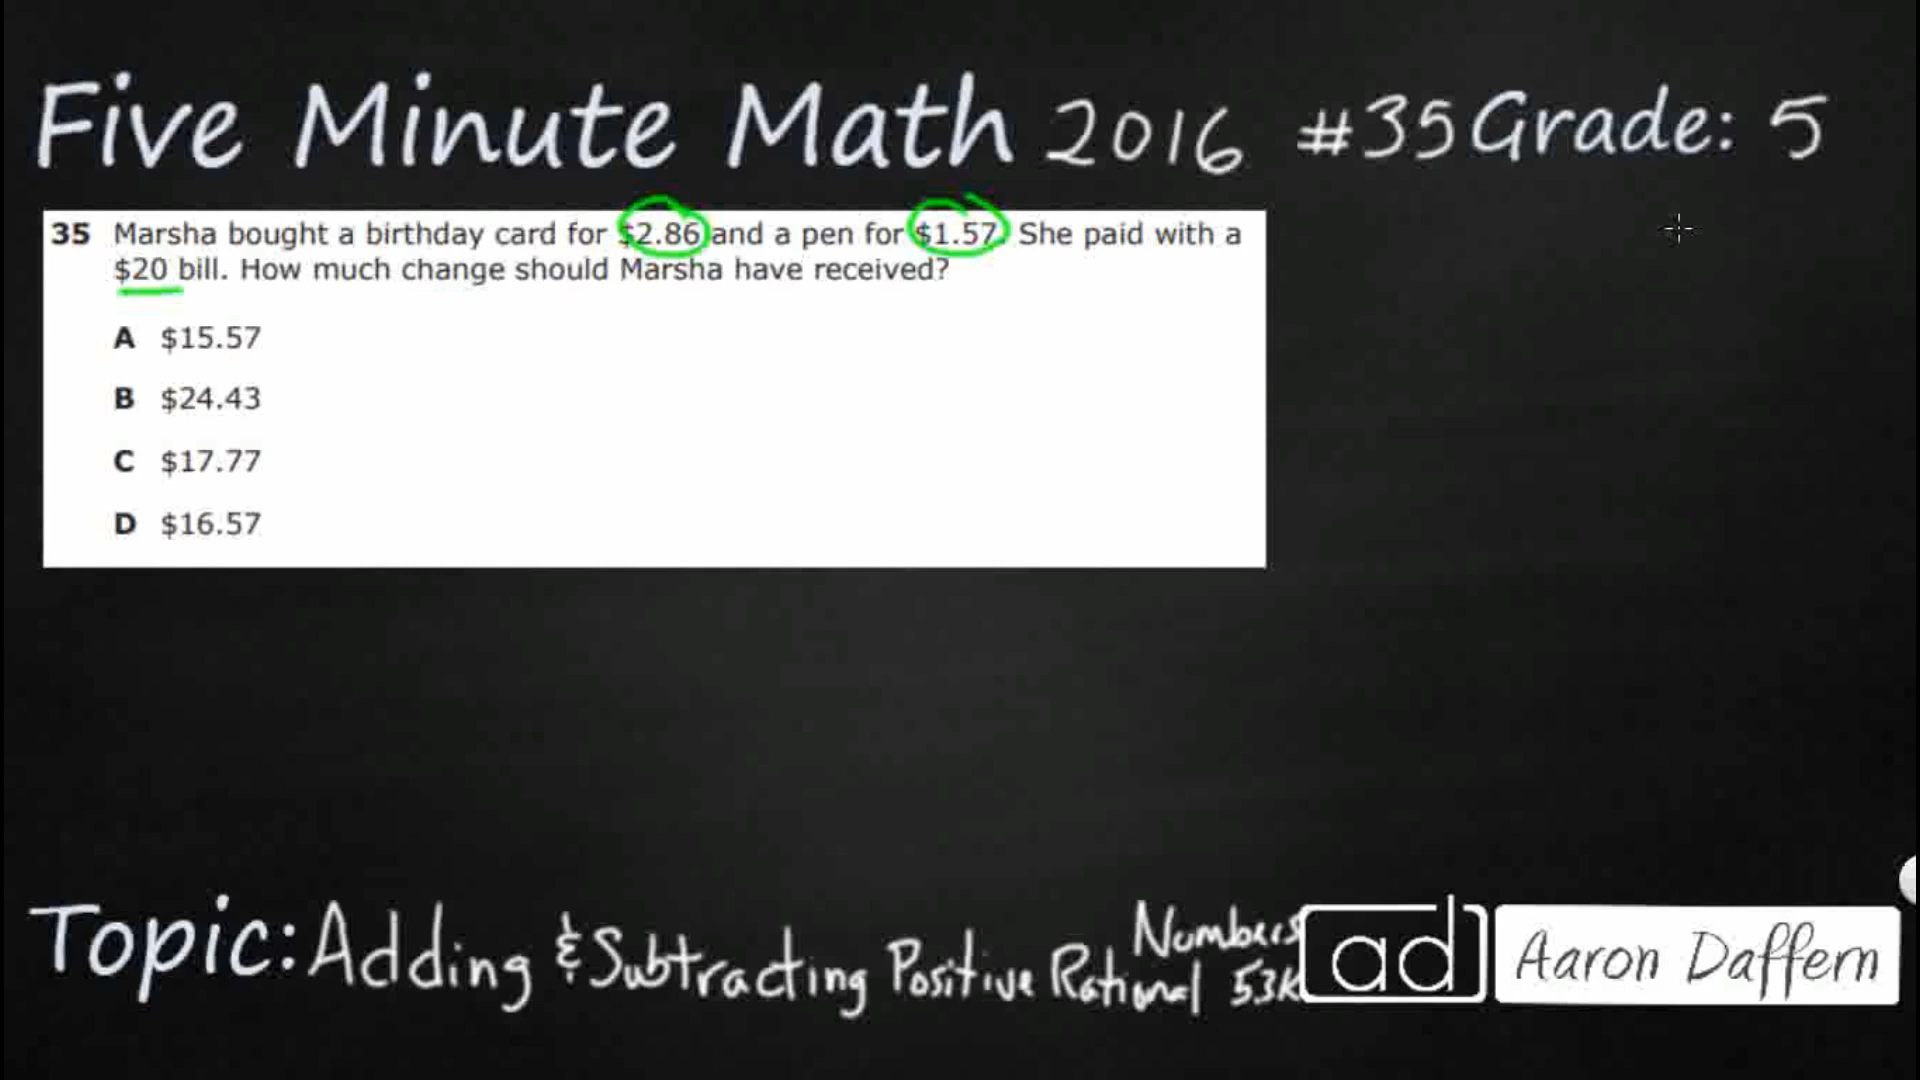 Five Minute Math 2016 #35 Grade: 5
35 Marsha bought a birthday card for $2.86 and a pen for $1.57. She paid with a
$20 bill. How much change should Marsha have received?
A $15.57
B $24.43
C $17.77
D $16.57
Topic: Adding & Subtracting Positive Rational Numbers 5.3K
ad Aaron Daffern